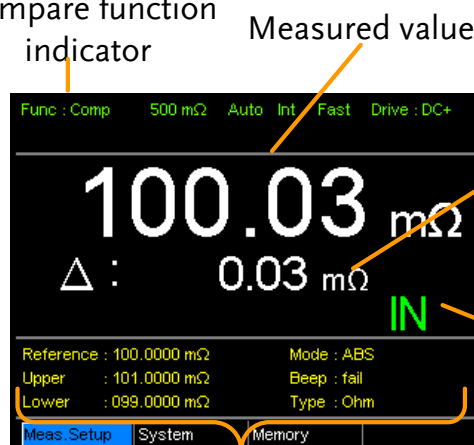 mpare function
indicator
Measured value
Func : Comp 500 mΩ Auto Int Fast Drive : DC+
100.03 mΩ
Δ : 0.03 mΩ
IN
Reference : 100.0000 mΩ Mode : ABS
Upper : 101.0000 mΩ Beep : fail
Lower : 099.0000 mΩ Type : Ohm
Meas.Setup System Memory